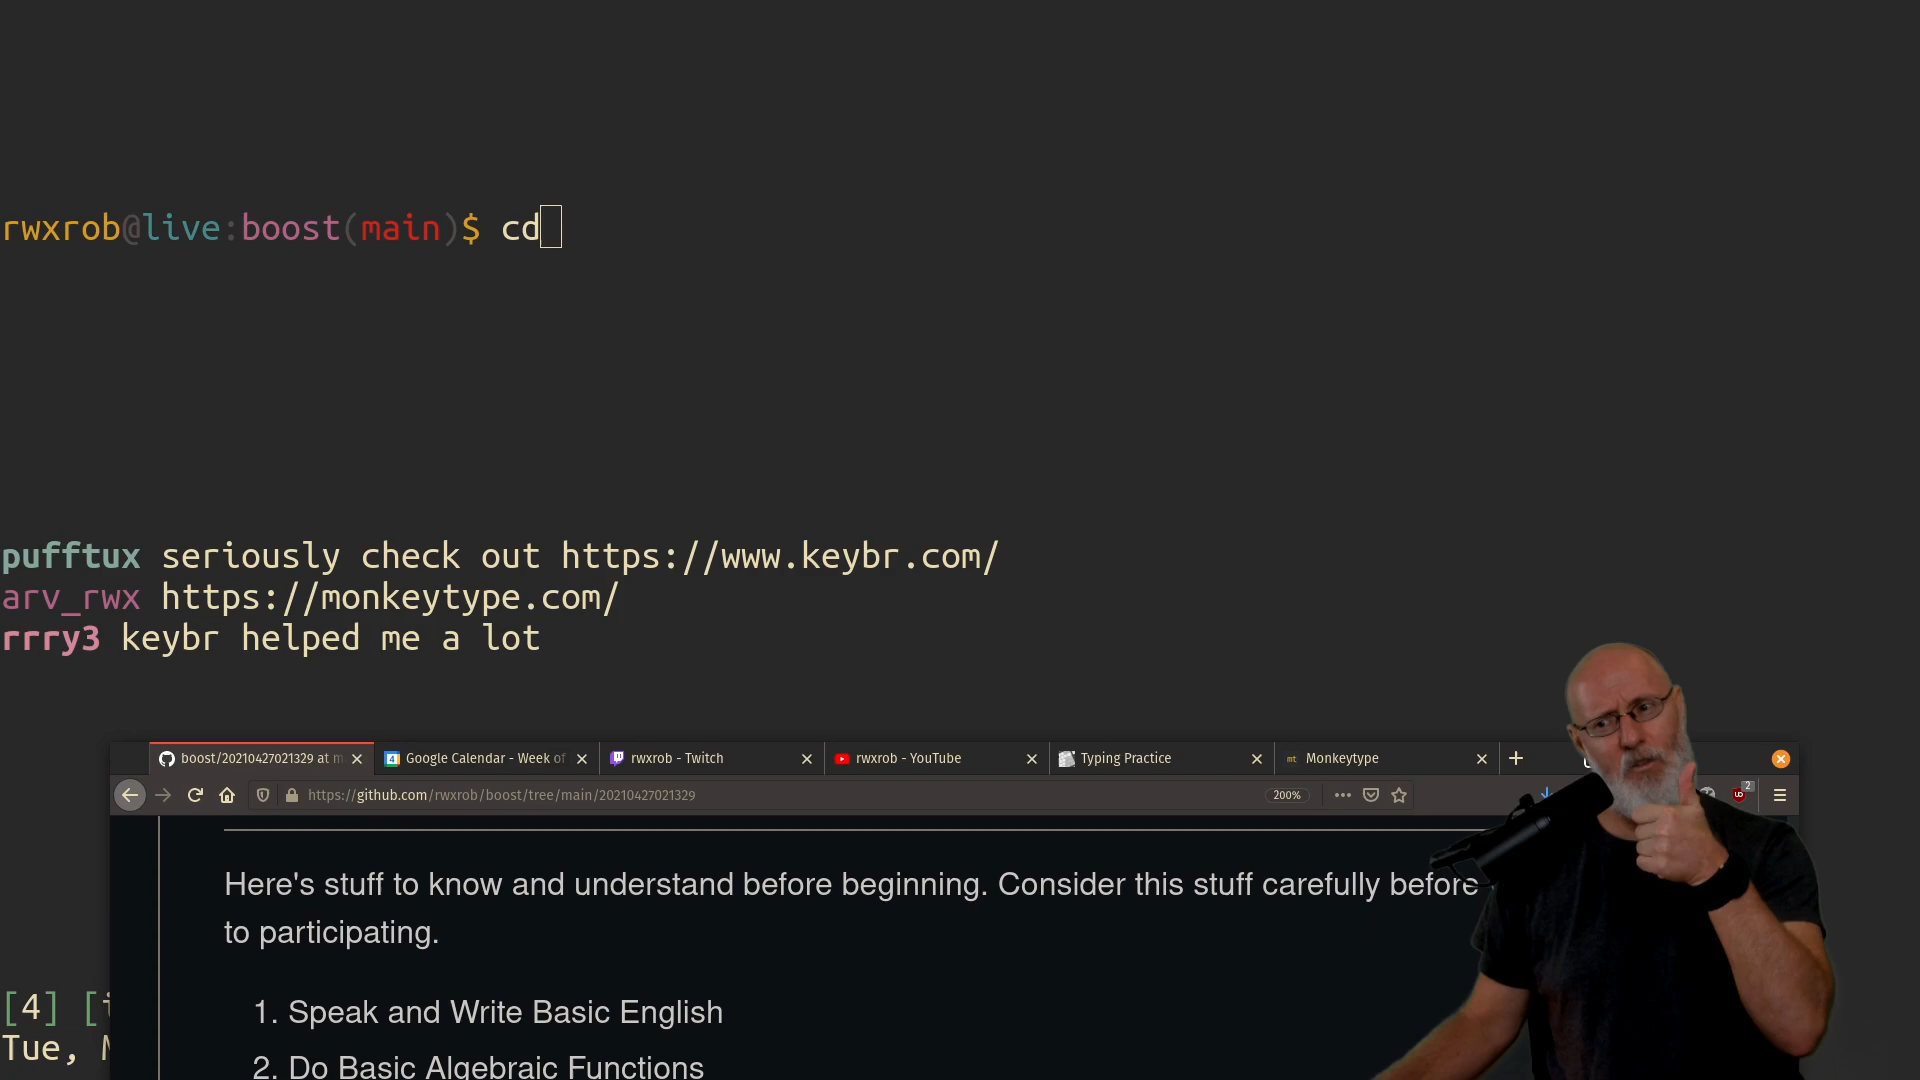 rwxrob@live:boost(main)$ cd
pufftux seriously check out https://www.keybr.com/
arv_rwx https://monkeytype.com/
rrry3 keybr helped me a lot
boost/20210427021329 at m
Google Calendar - Week of
rwxrob - Twitch
rwxrob - YouTube
Typing Practice
mt Monkeytype
https://github.com/rwxrob/boost/tree/main/20210427021329
200%
2
Here's stuff to know and understand before beginning. Consider this stuff carefully before
to participating.
1. Speak and Write Basic English
2. Do Basic Algebraic Functions
[4] [
Tue,